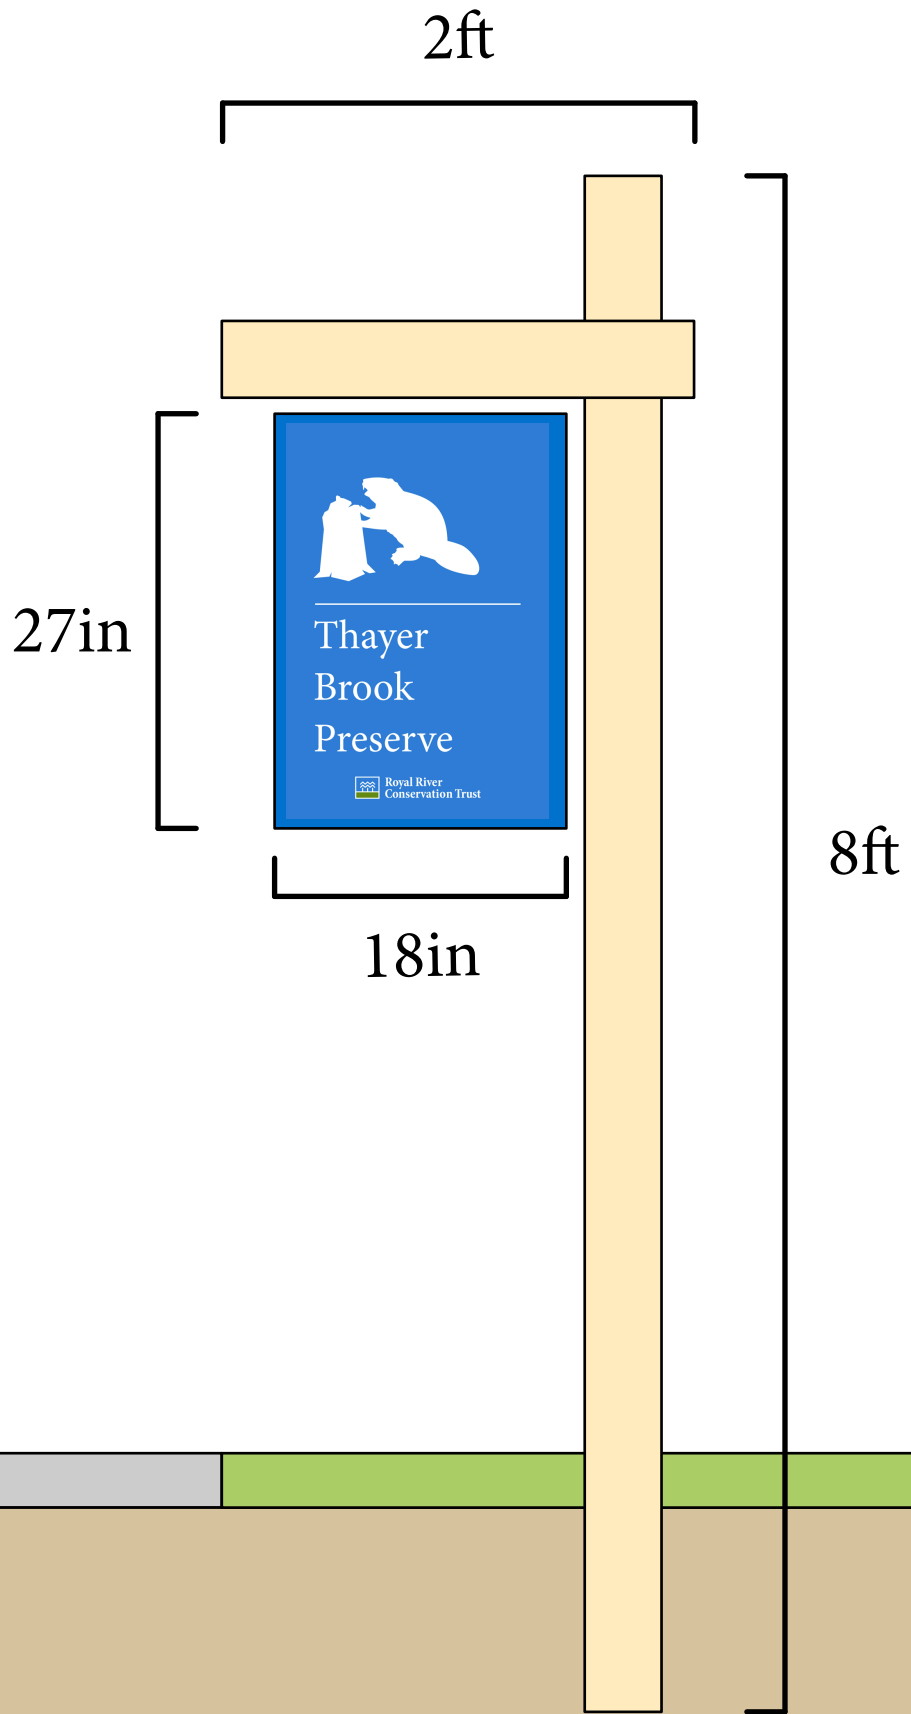 2ft
27in
Thayer
Brook
Preserve
Royal River
Conservation Trust
8ft
18in